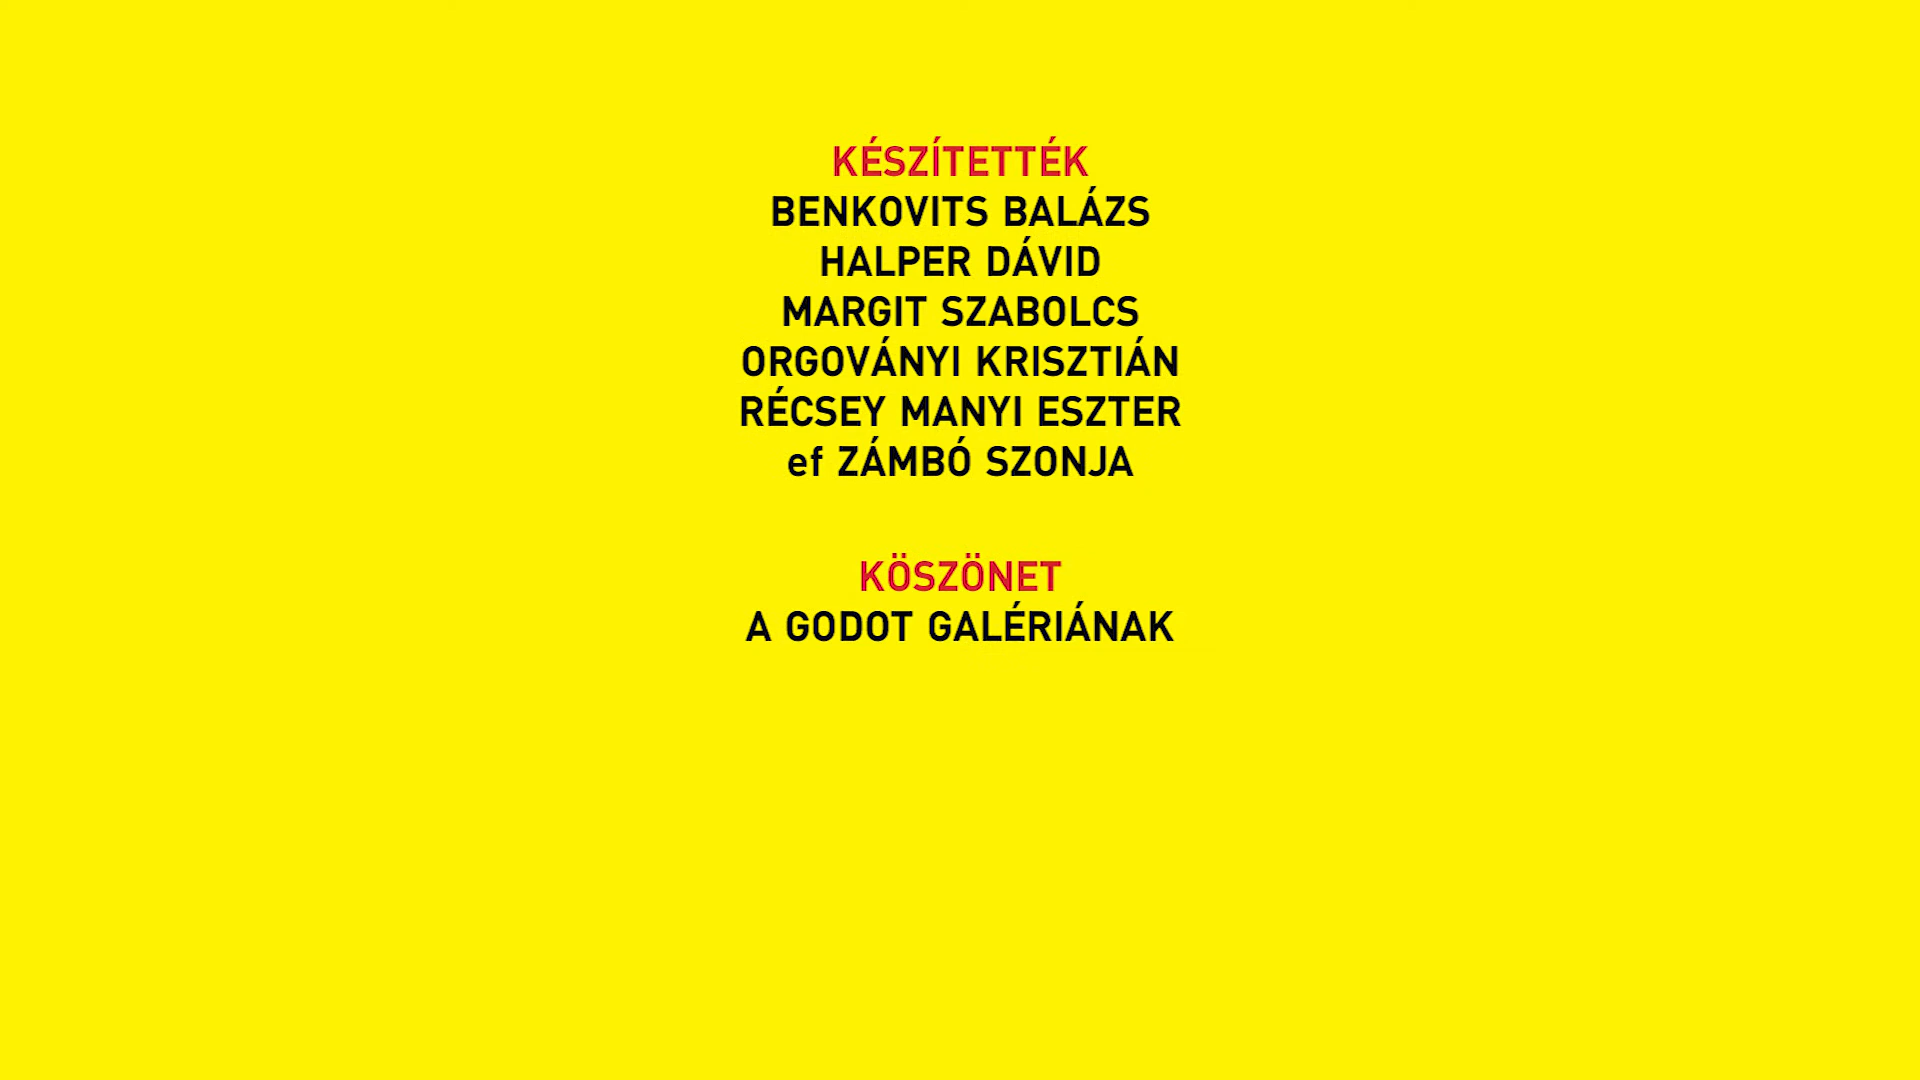 KÉSZÍTETTÉK
BENKOVITS BALÁZS
HALPER DÁVID
MARGIT SZABOLCS
ORGOVÁNYI KRISZTIÁN
RÉCSEY MANYI ESZTER
ef ZÁMBÓ SZONJA
KÖSZÖNET
A GODOT GALÉRIÁNAK